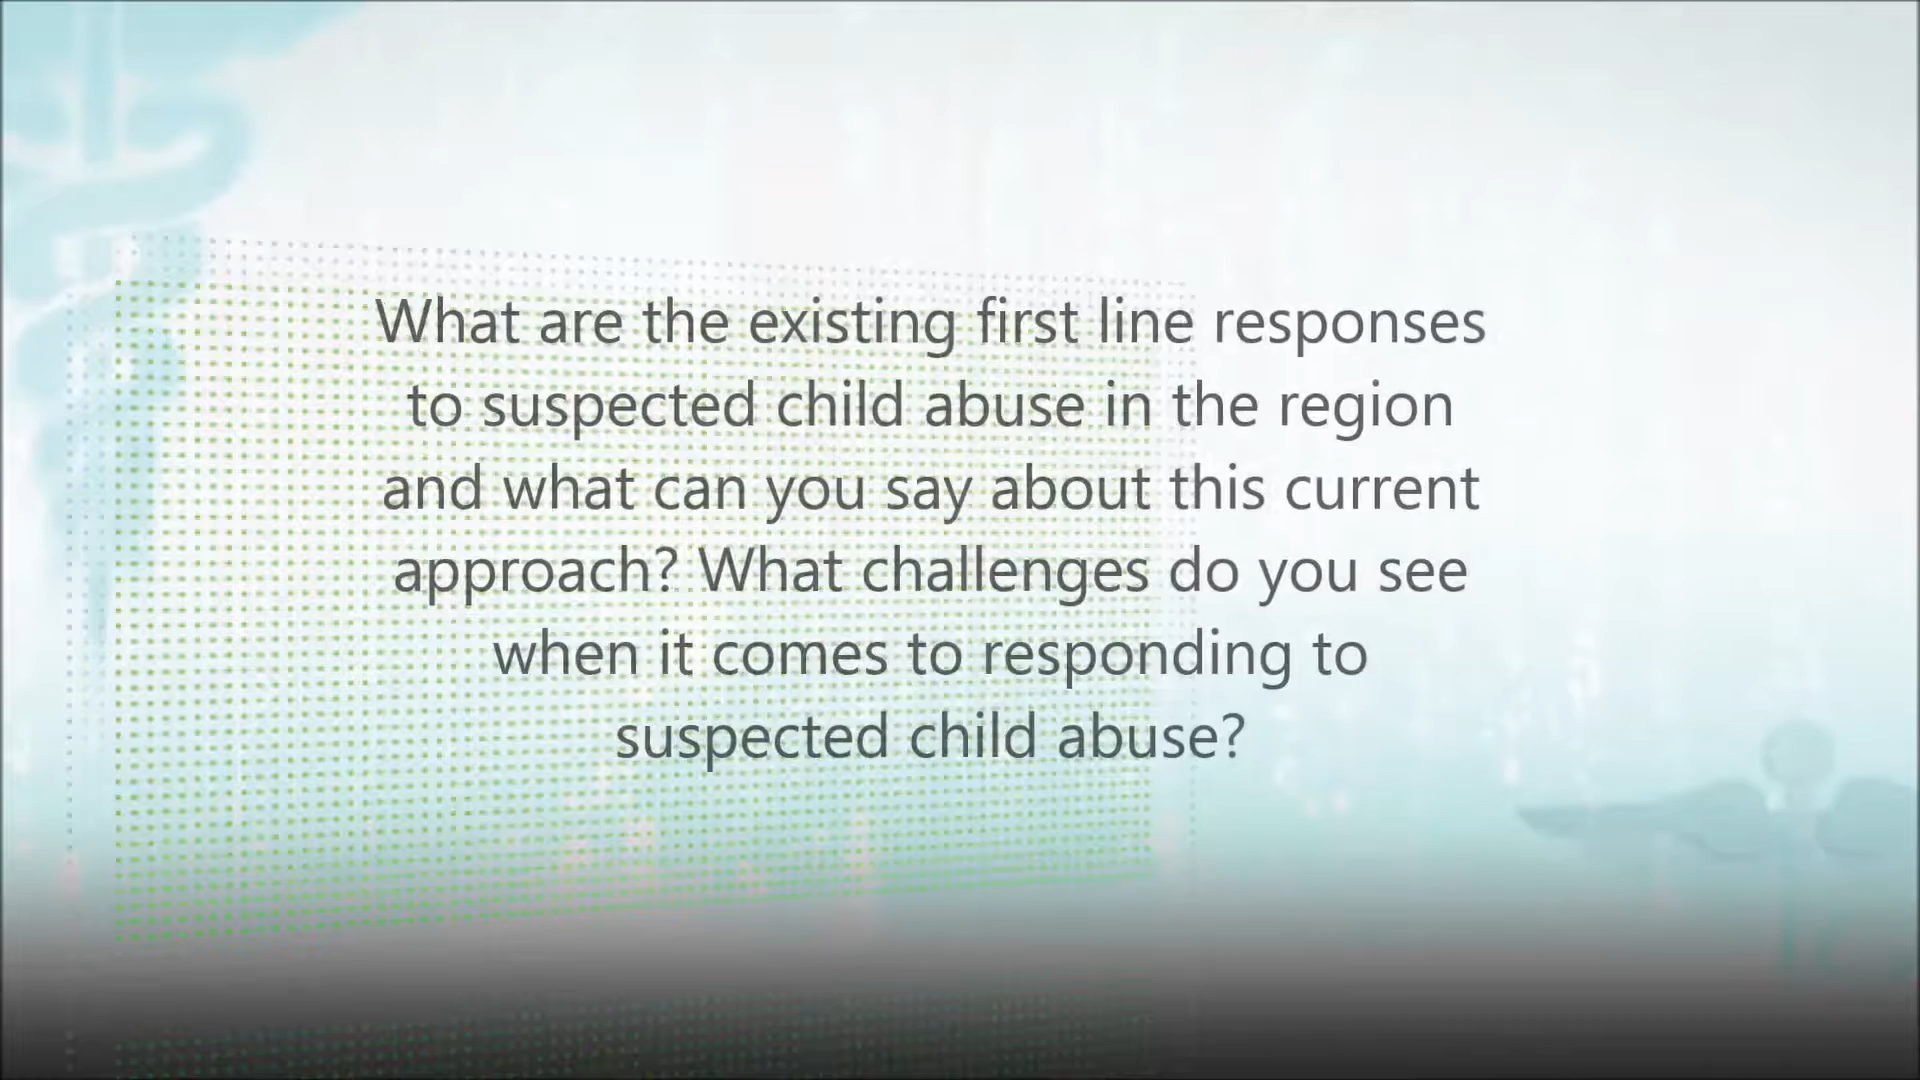 What are the existing first line responses
to suspected child abuse in the region
and what can you say about this current
approach? What challenges do you see
when it comes to responding to
suspected child abuse?